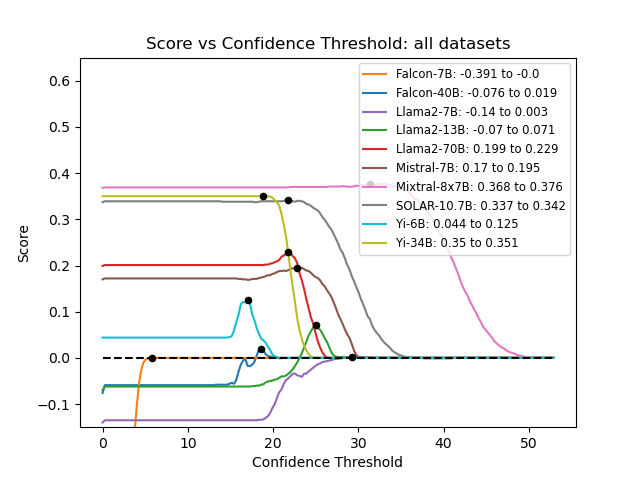 Score vs Confidence Threshold: all datasets
Score
0.6
0.5
0.4
0.3
0.2
0.1
0.0
−0.1
Falcon-7B: -0.391 to -0.0
Falcon-40B: -0.076 to 0.019
Llama2-7B: -0.14 to 0.003
Llama2-13B: -0.07 to 0.071
Llama2-70B: 0.199 to 0.229
Mistral-7B: 0.17 to 0.195
Mixtral-8x7B: 0.368 to 0.376
SOLAR-10.7B: 0.337 to 0.342
Yi-6B: 0.044 to 0.125
Yi-34B: 0.35 to 0.351
0 10 20 30 40 50
Confidence Threshold